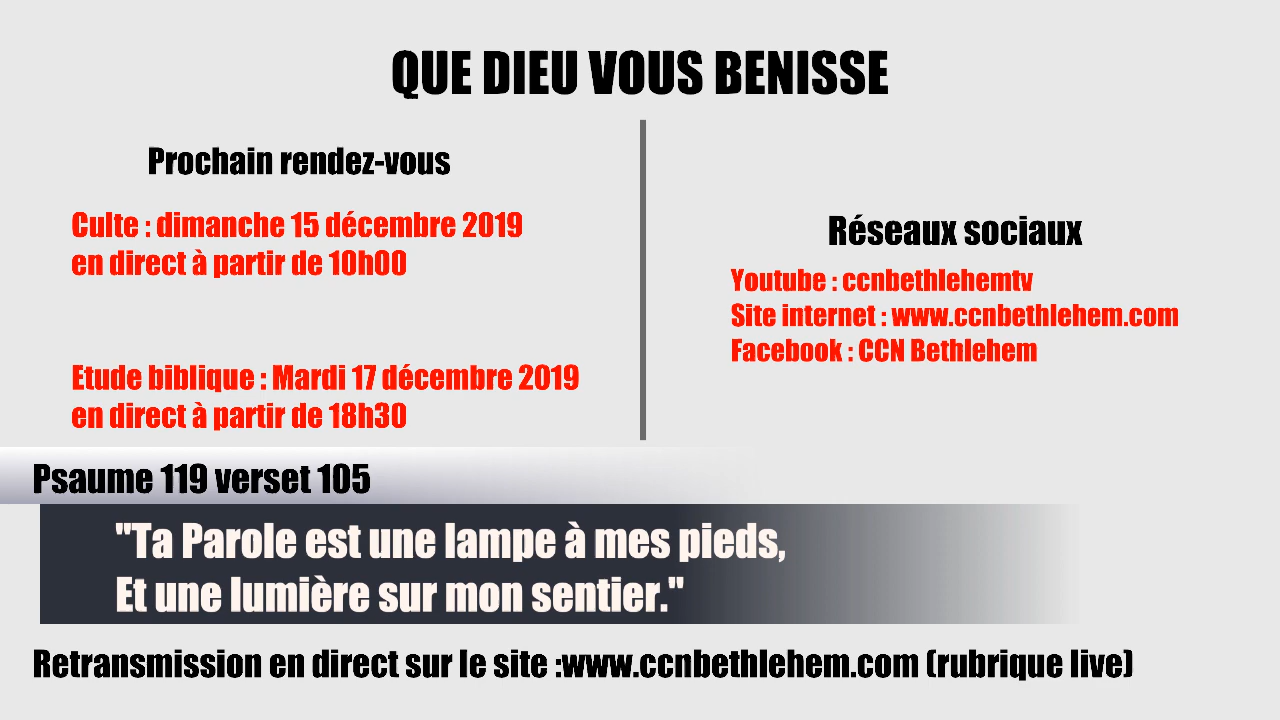 QUE DIEU VOUS BENISSE
Prochain rendez-vous
Culte : dimanche 15 décembre 2019
en direct à partir de 10h00
Etude biblique : Mardi 17 décembre 2019
en direct à partir de 18h30
Réseaux sociaux
Youtube : ccnbethlehemtv
Site internet : www.ccnbethlehem.com
Facebook : CCN Bethlehem
Psaume 119 verset 105
"Ta Parole est une lampe à mes pieds,
Et une lumière sur mon sentier."
Retransmission en direct sur le site :www.ccnbethlehem.com (rubrique live)